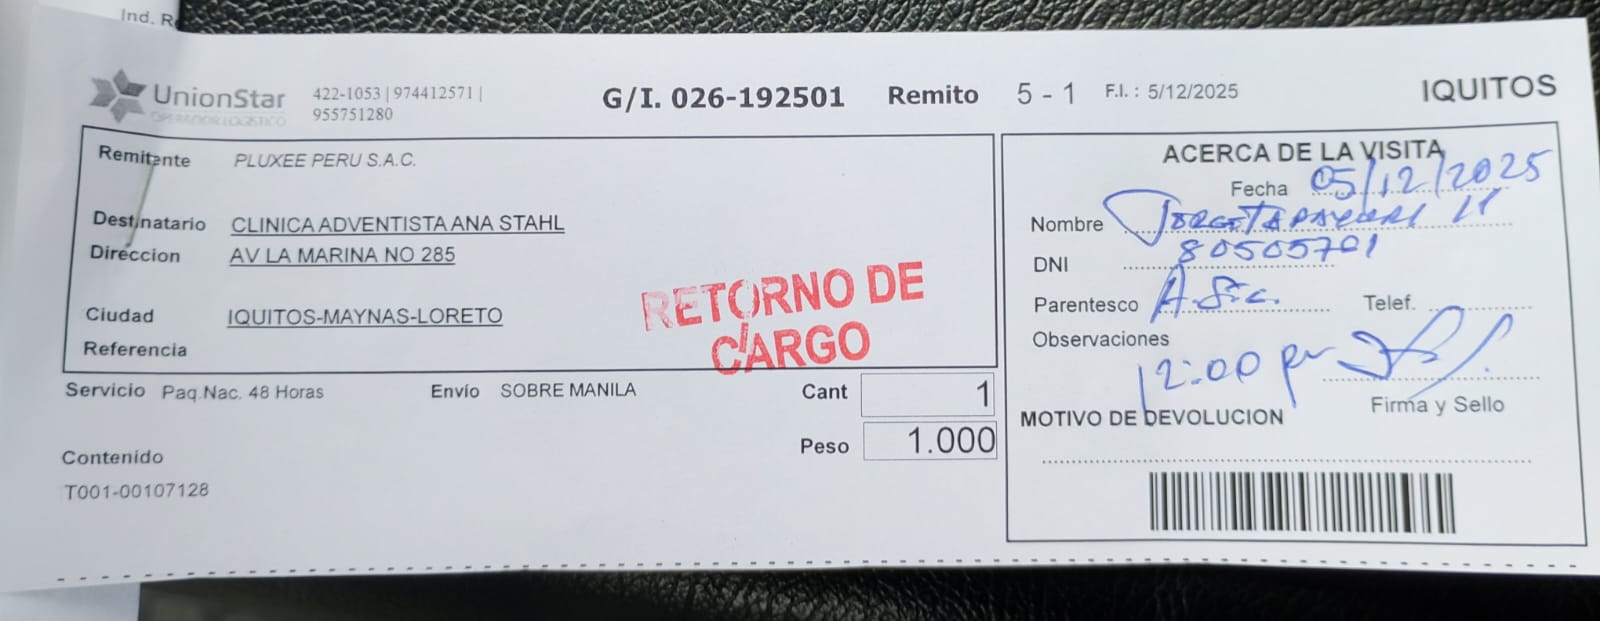 Ind. Re
UnionStar
OPERADOR LOGISTICO
422-1053 | 974412571 |
955751280
G/I. 026-192501 Remito 5 - 1 F.I. : 5/12/2025 IQUITOS
Remitente PLUXEE PERU S.A.C.
Destinatario CLINICA ADVENTISTA ANA STAHL
Direccion AV LA MARINA NO 285
Ciudad IQUITOS-MAYNAS-LORETO
Referencia
RETORNO DE
CARGO
Servicio Paq.Nac. 48 Horas Envío SOBRE MANILA Cant 1
Peso 1.000
Contenido
T001-00107128
ACERCA DE LA VISITA
Fecha 05/12/2025
Nombre
DNI 80505701
Parentesco Telef.
Observaciones
12:00 pm
Firma y Sello
MOTIVO DE DEVOLUCION